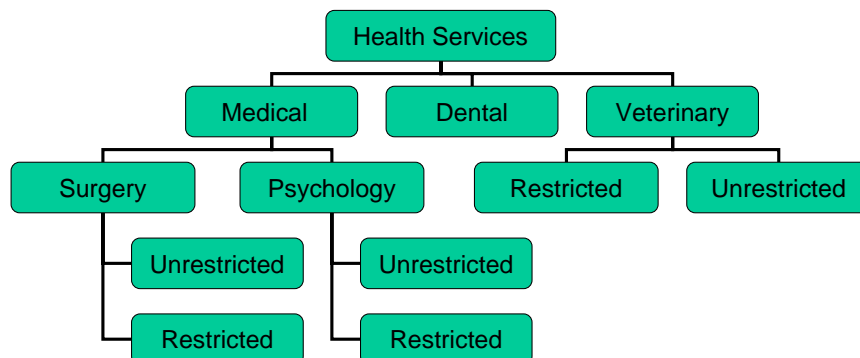 Health Services
Medical
Dental
Veterinary
Surgery
Psychology
Restricted
Unrestricted
Unrestricted
Unrestricted
Restricted
Restricted